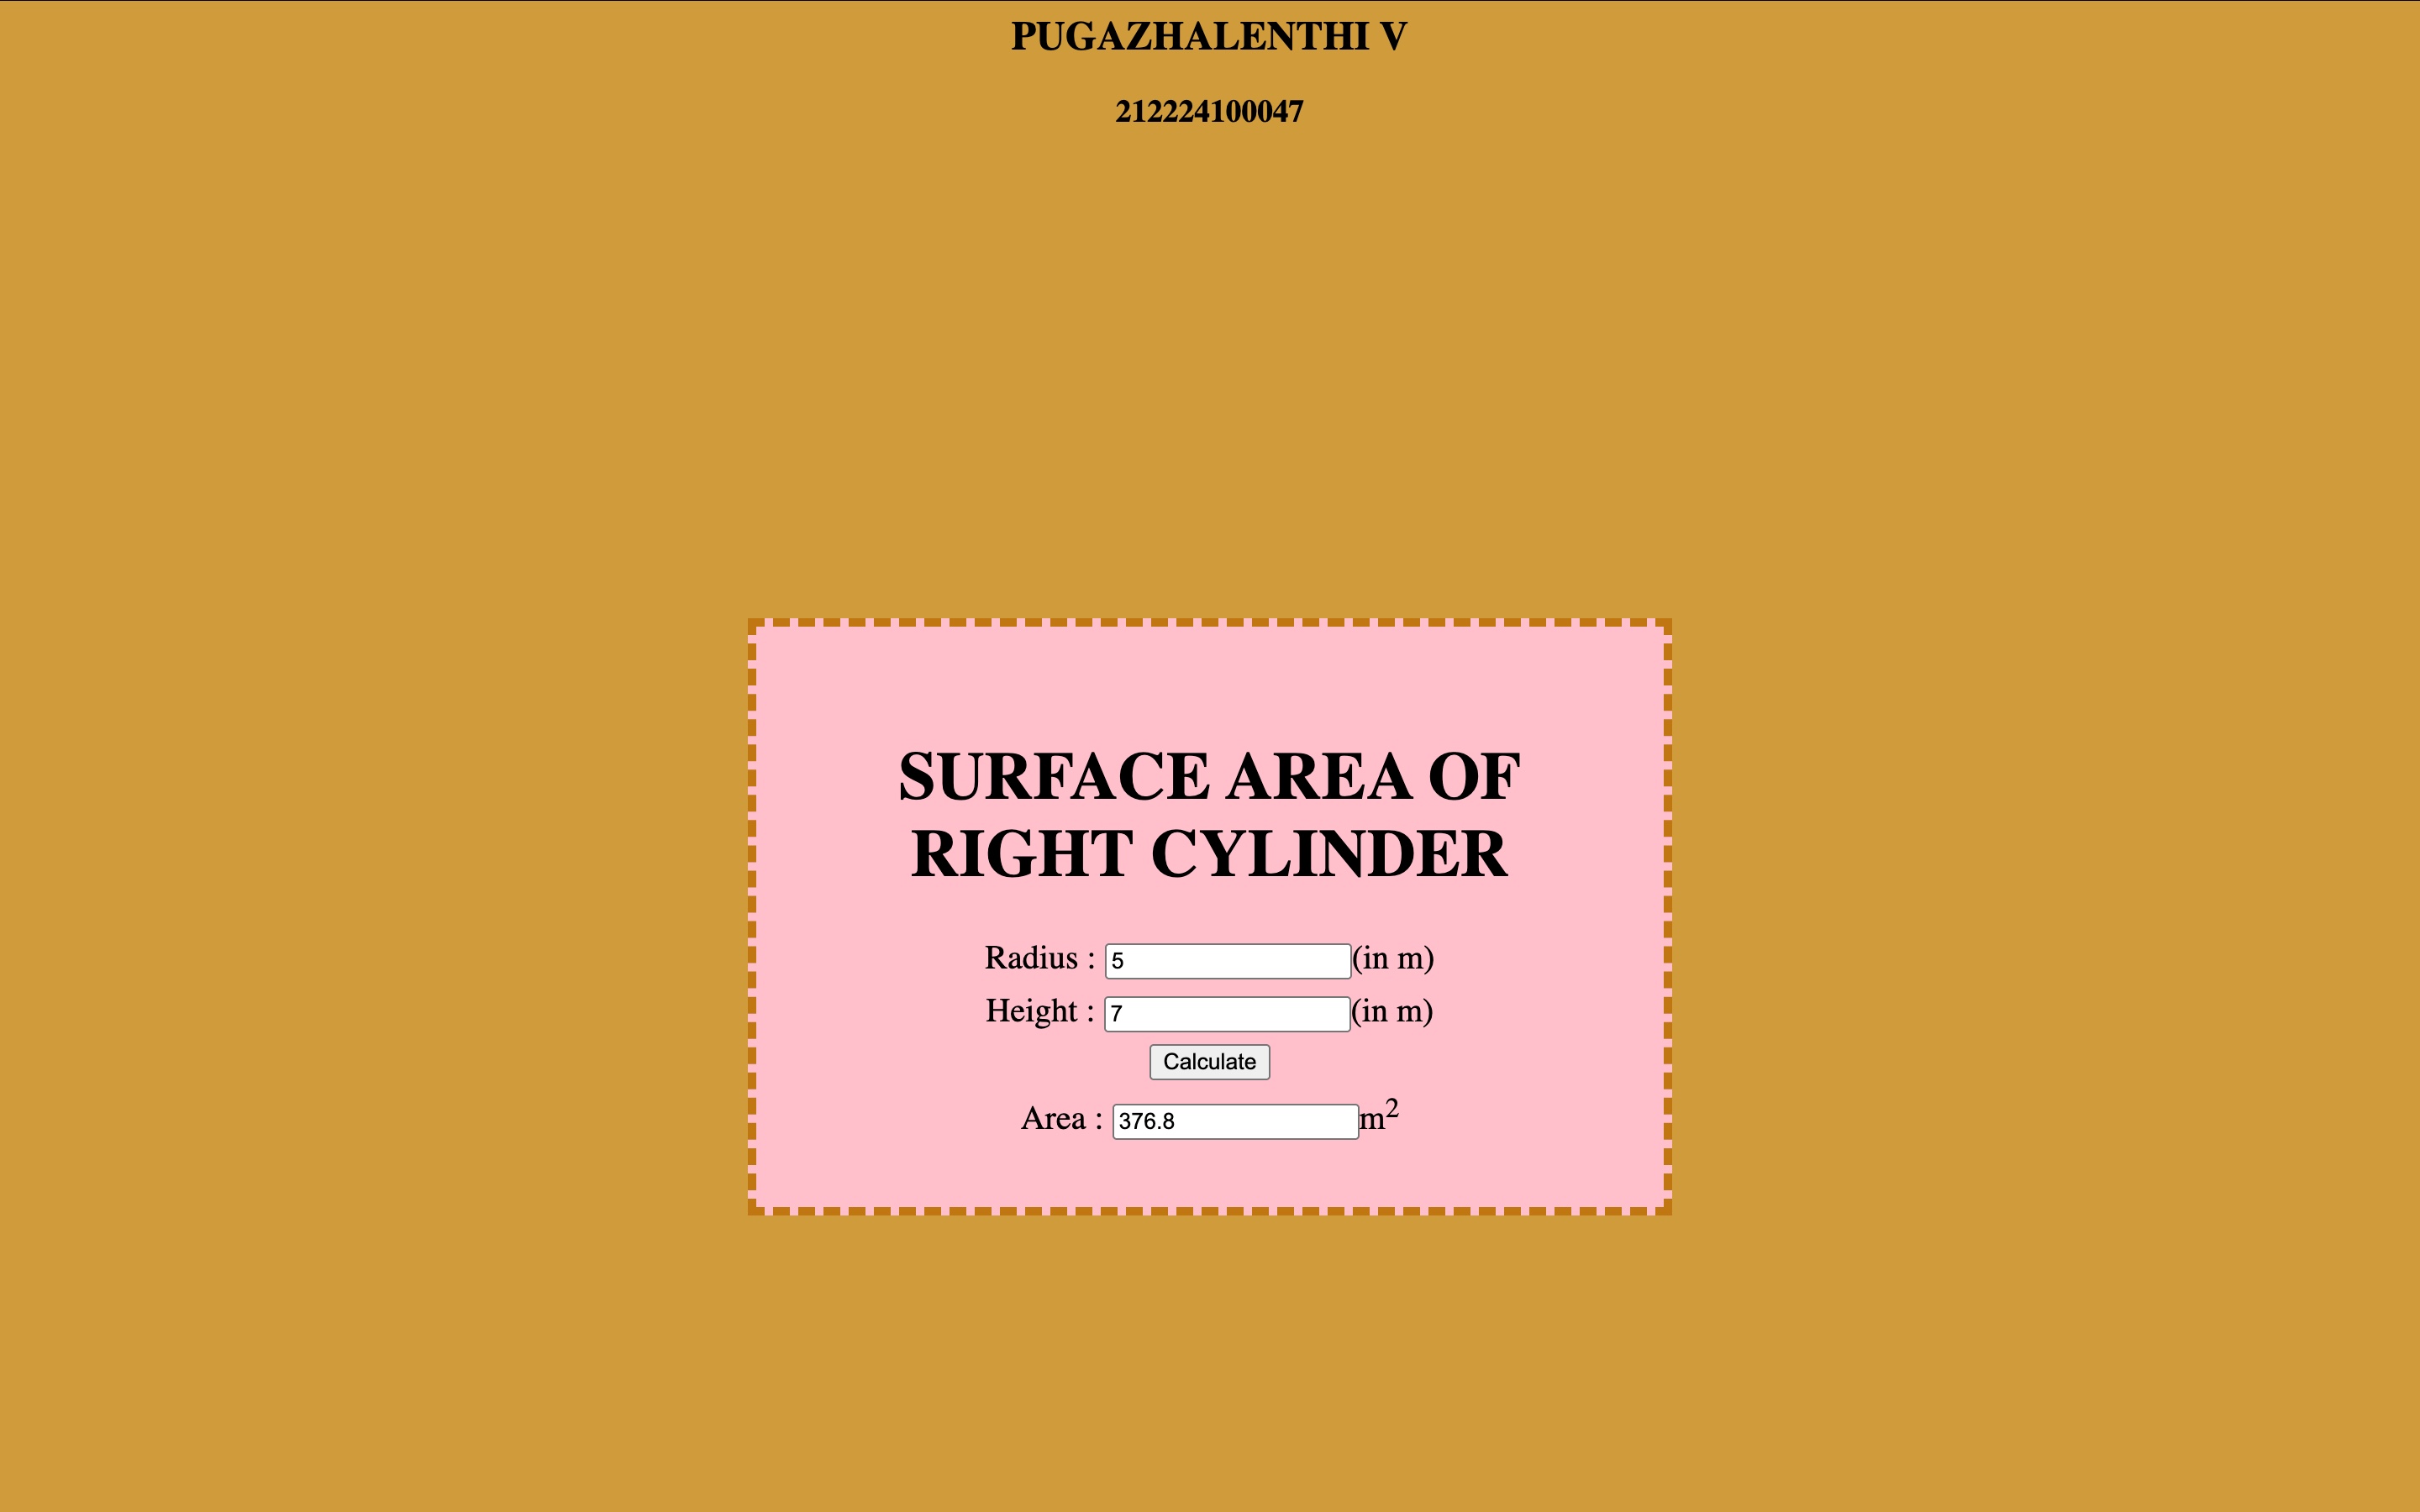 PUGAZHALENTHI V
212224100047
SURFACE AREA OF
RIGHT CYLINDER
Radius : 5 (in m)
Height : 7 (in m)
Calculate
Area : 376.8 m²